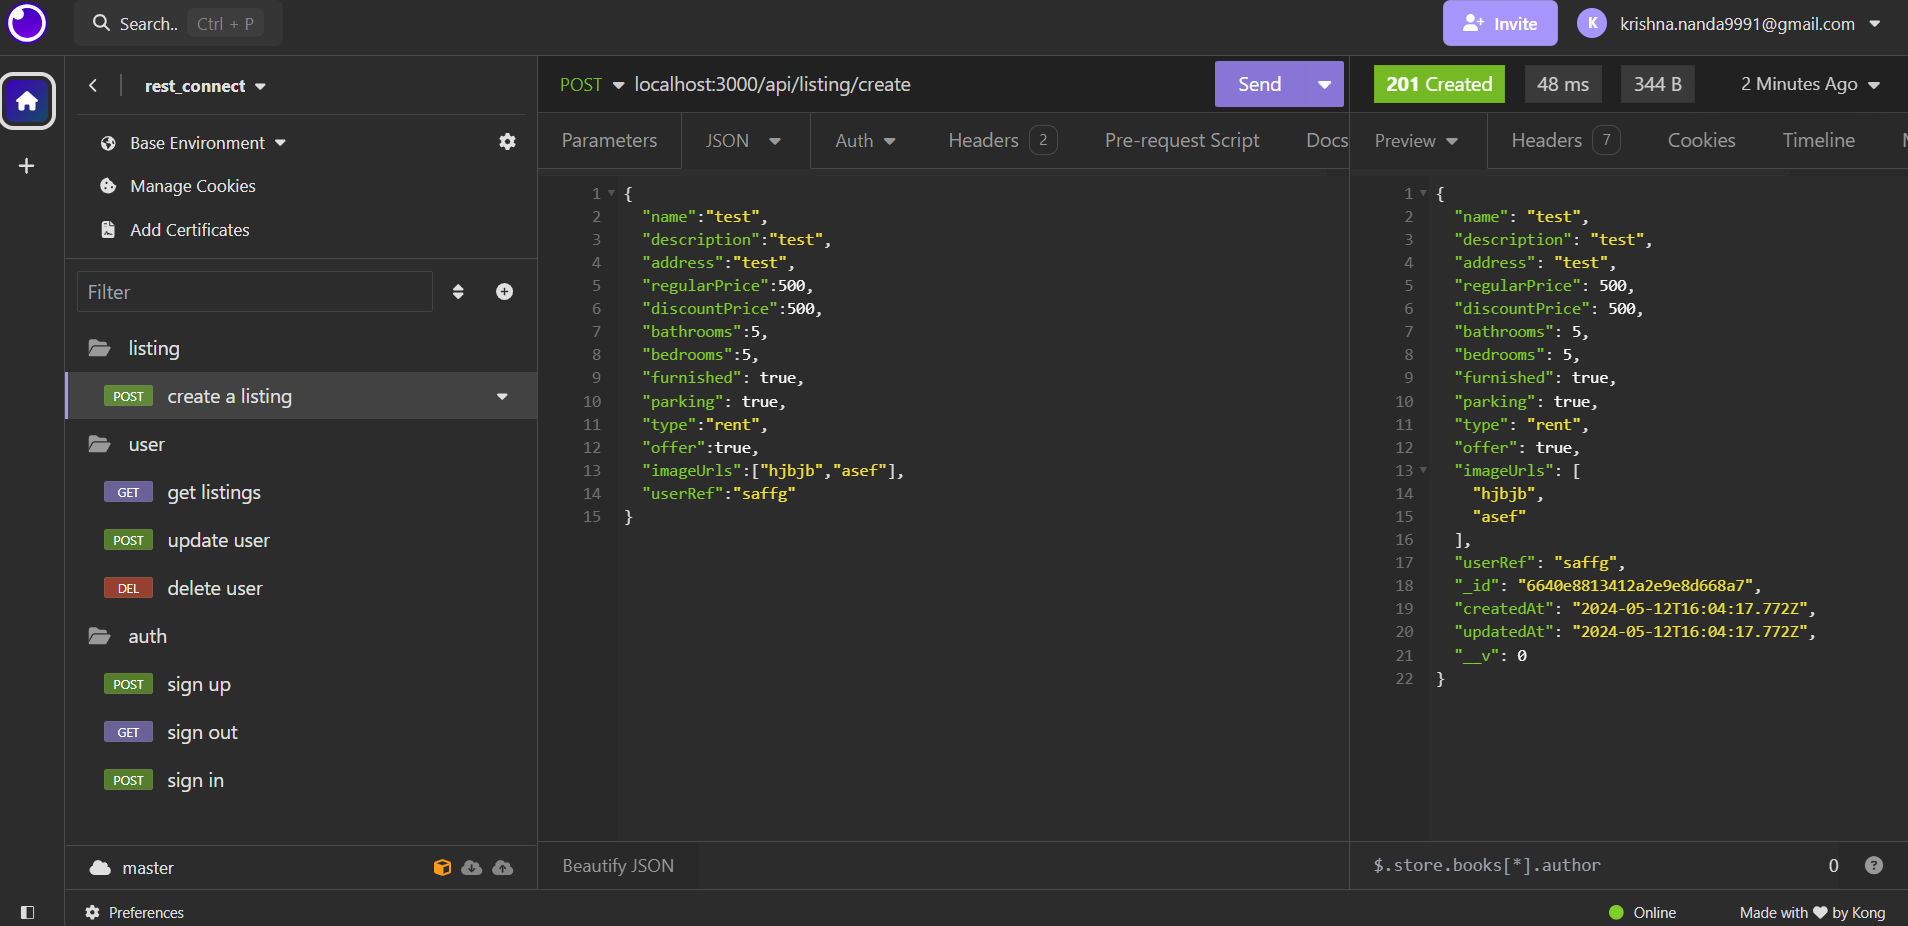 Search.. Ctrl + P
Invite
K krishna.nanda9991@gmail.com
rest_connect
Base Environment
Manage Cookies
Add Certificates
Filter
listing
POST create a listing
user
GET get listings
POST update user
DEL delete user
auth
POST sign up
GET sign out
POST sign in
master
Preferences
POST localhost:3000/api/listing/create
Send
Parameters JSON Auth Headers 2 Pre-request Script Docs
1 {
2 "name":"test",
3 "description":"test",
4 "address":"test",
5 "regularPrice":500,
6 "discountPrice":500,
7 "bathrooms":5,
8 "bedrooms":5,
9 "furnished": true,
10 "parking": true,
11 "type":"rent",
12 "offer":true,
13 "imageUrls":["hjbjb","asef"],
14 "userRef":"saffg"
15 }
Beautify JSON
201 Created 48 ms 344 B 2 Minutes Ago
Preview Headers 7 Cookies Timeline
1 {
2 "name": "test",
3 "description": "test",
4 "address": "test",
5 "regularPrice": 500,
6 "discountPrice": 500,
7 "bathrooms": 5,
8 "bedrooms": 5,
9 "furnished": true,
10 "parking": true,
11 "type": "rent",
12 "offer": true,
13 "imageUrls": [
14 "hjbjb",
15 "asef"
16 ],
17 "userRef": "saffg",
18 "_id": "6640e8813412a2e9e8d668a7",
19 "createdAt": "2024-05-12T16:04:17.772Z",
20 "updatedAt": "2024-05-12T16:04:17.772Z",
21 "__v": 0
22 }
$.store.books[*].author 0 ?
Online
Made with ❤ by Kong